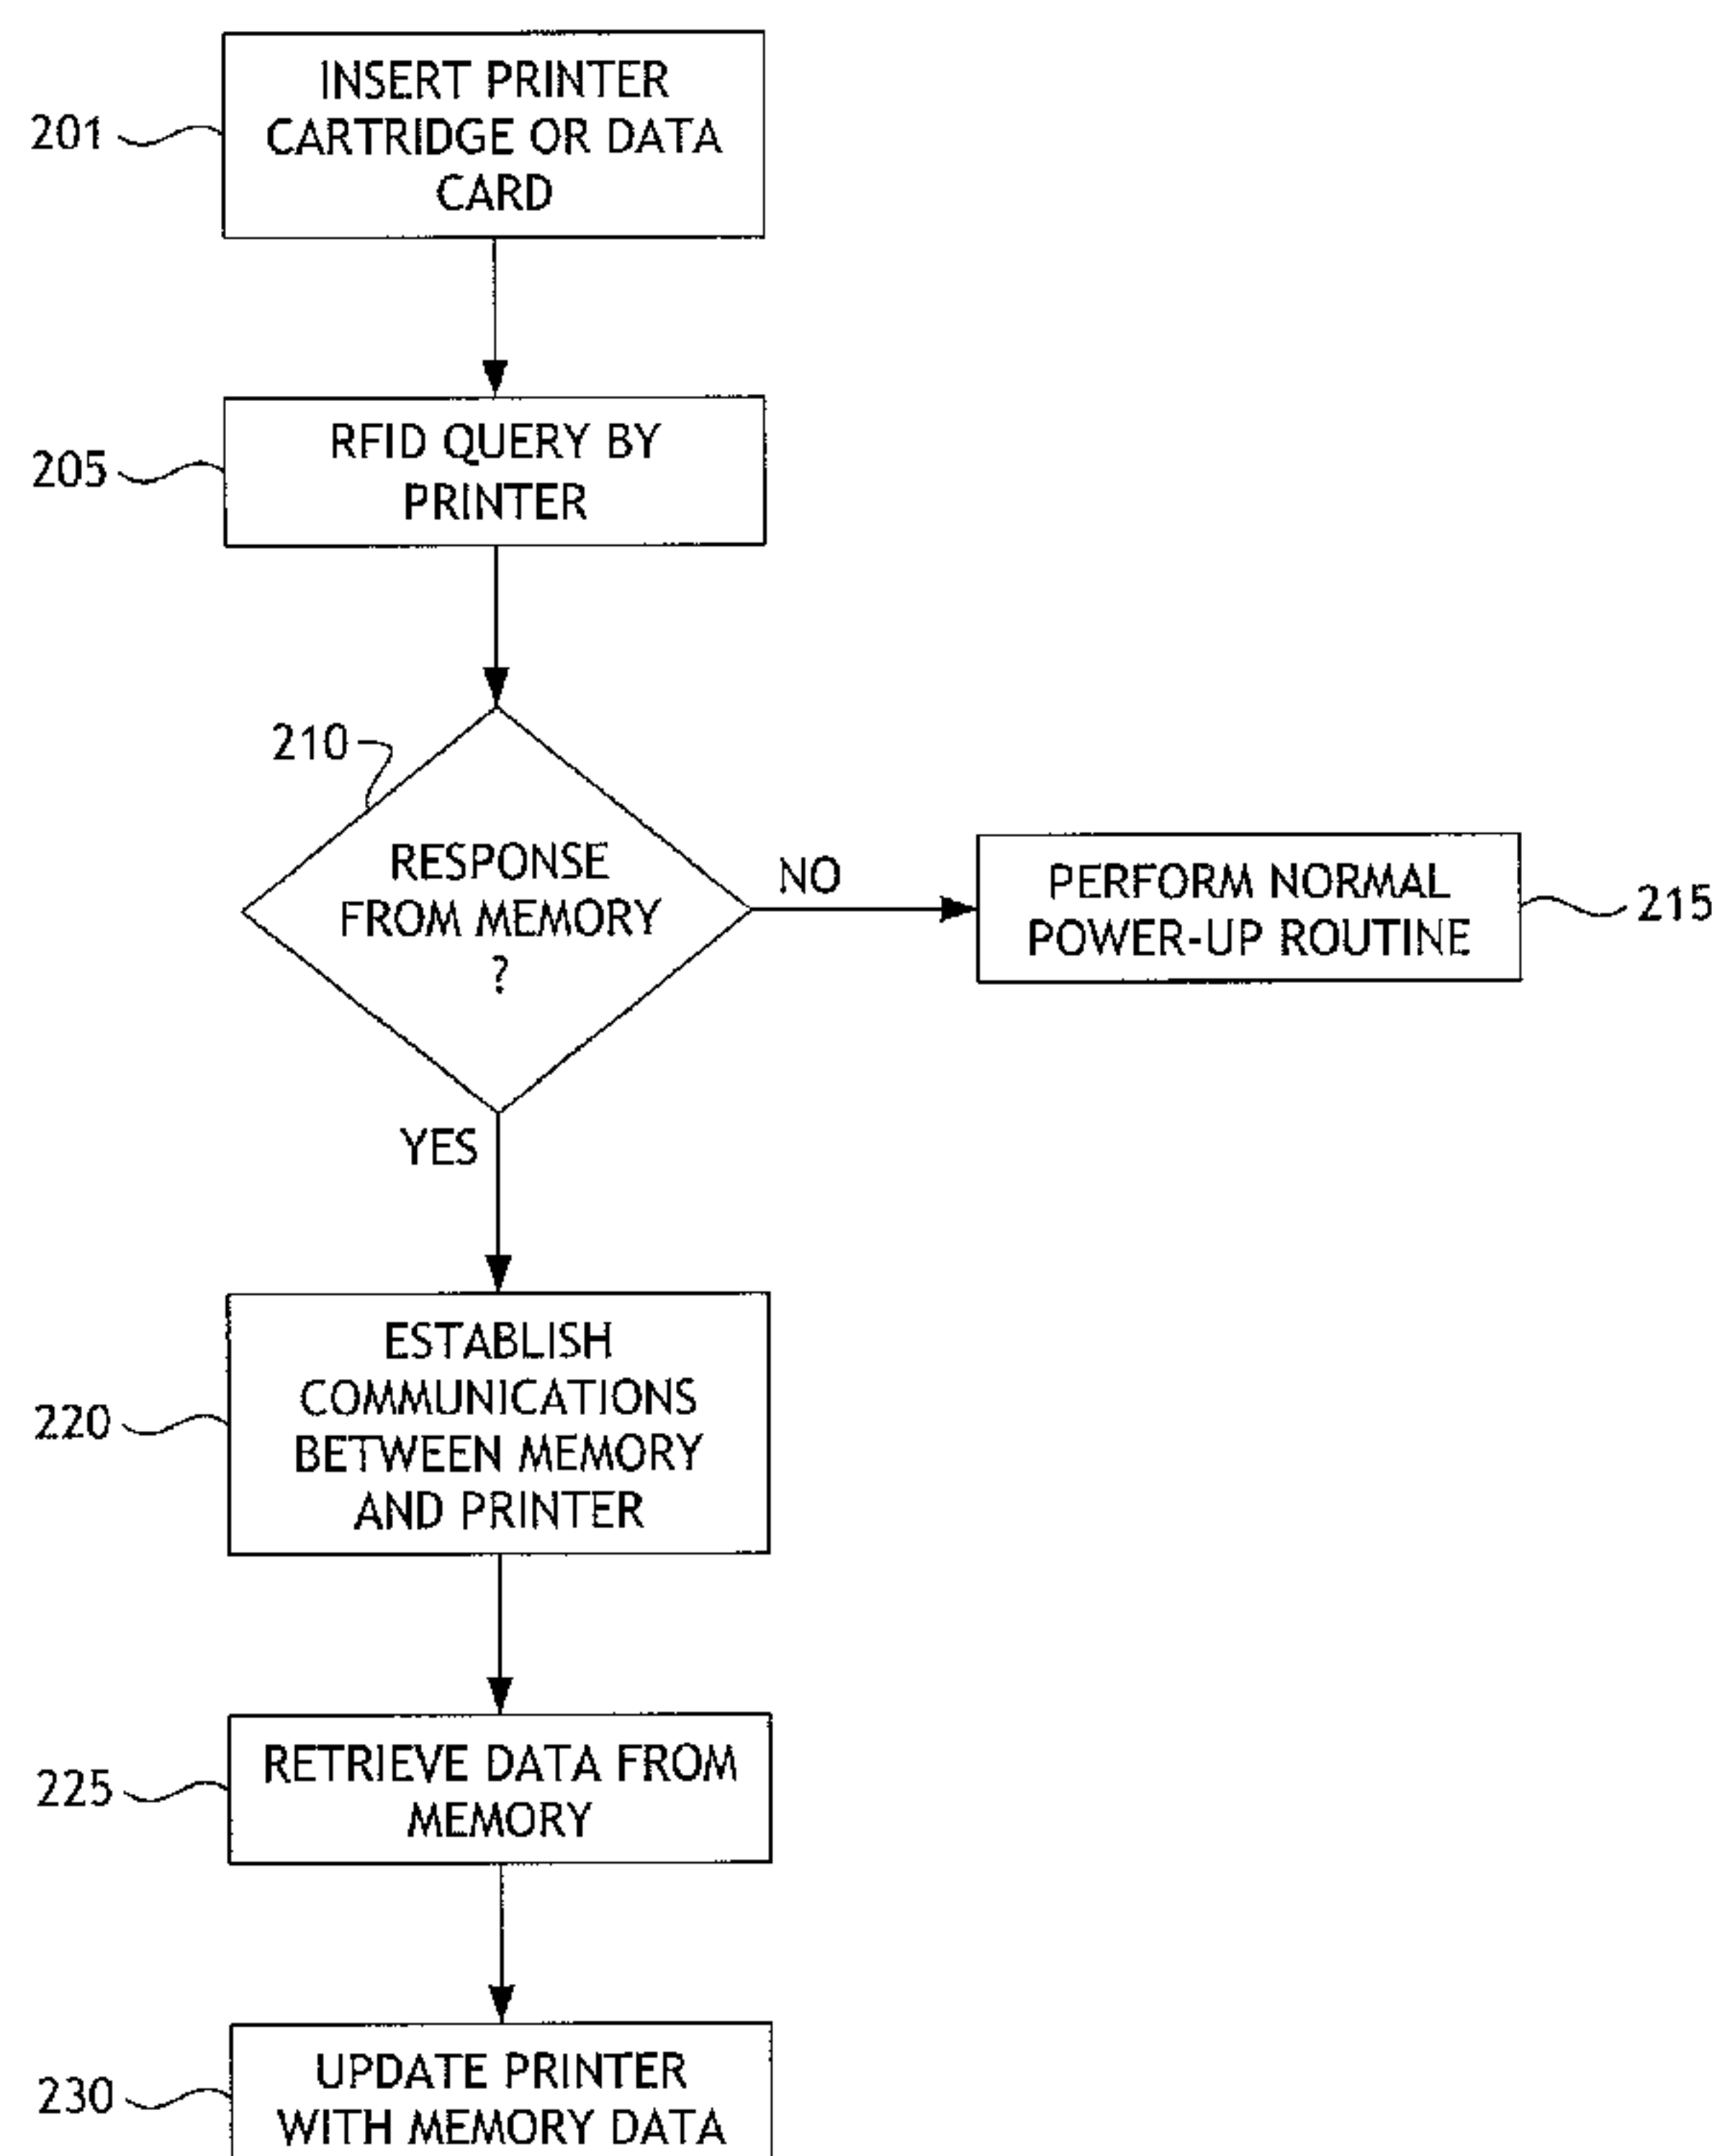 INSERT PRINTER
CARTRIDGE OR DATA
CARD
201
RFID QUERY BY
PRINTER
205
210
RESPONSE
FROM MEMORY
?
NO
PERFORM NORMAL
POWER-UP ROUTINE
215
YES
ESTABLISH
COMMUNICATIONS
BETWEEN MEMORY
AND PRINTER
220
RETRIEVE DATA FROM
MEMORY
225
UPDATE PRINTER
WITH MEMORY DATA
230